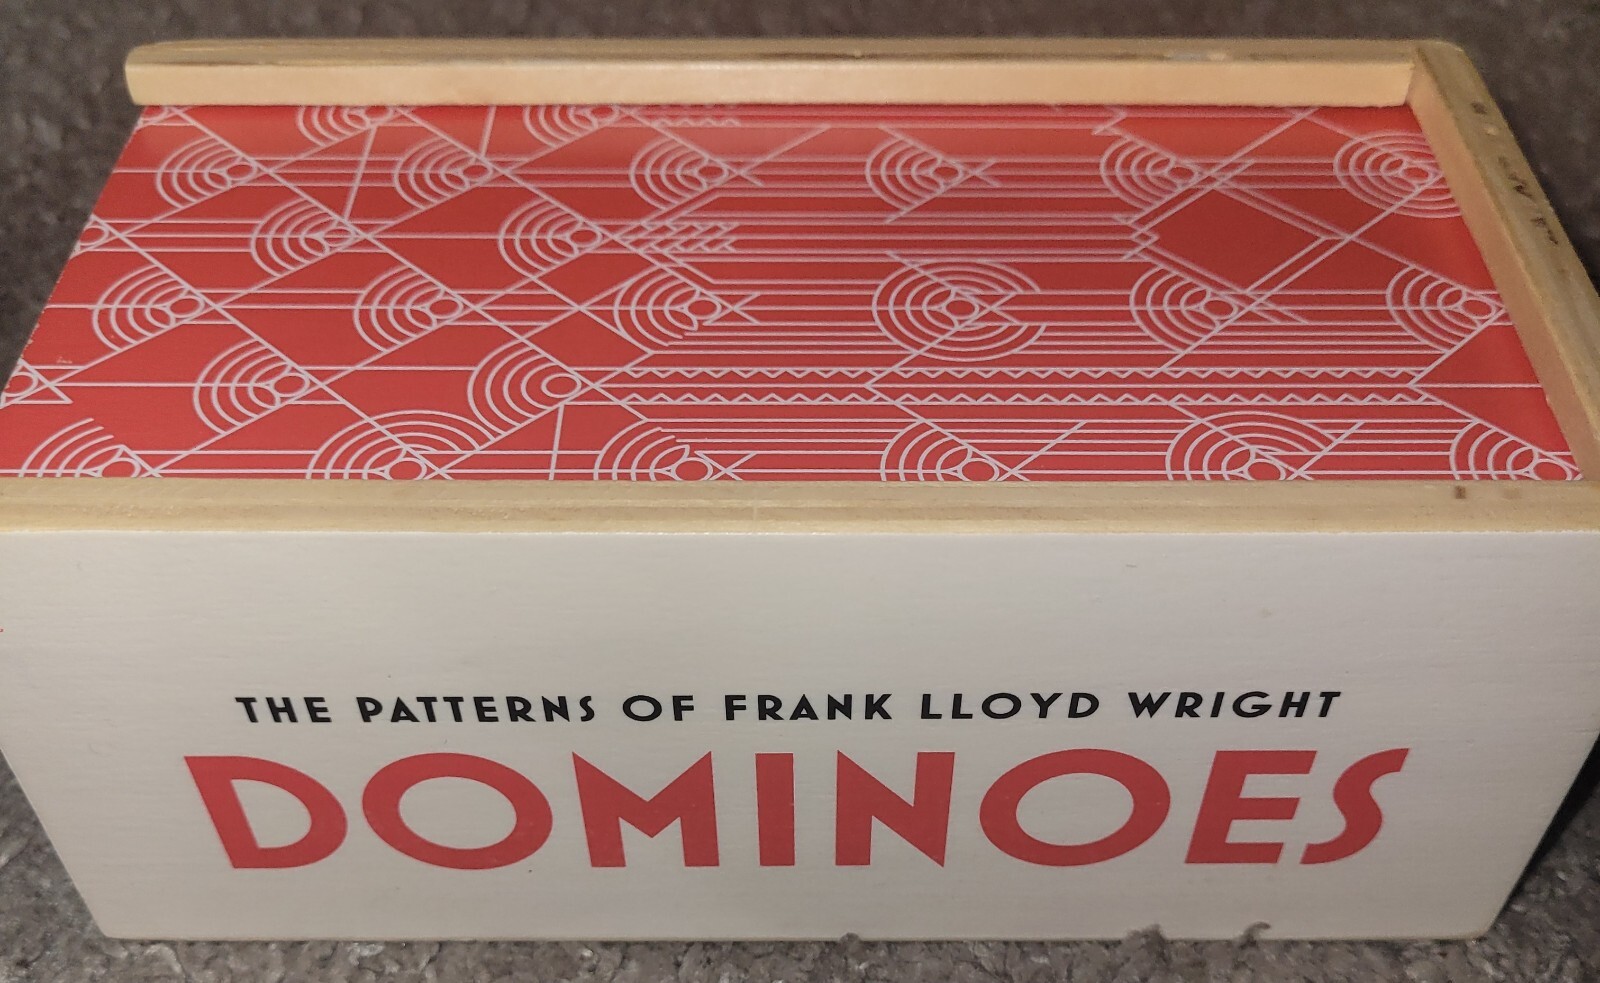 THE PATTERNS OF FRANK LLOYD WRIGHT
DOMINOES